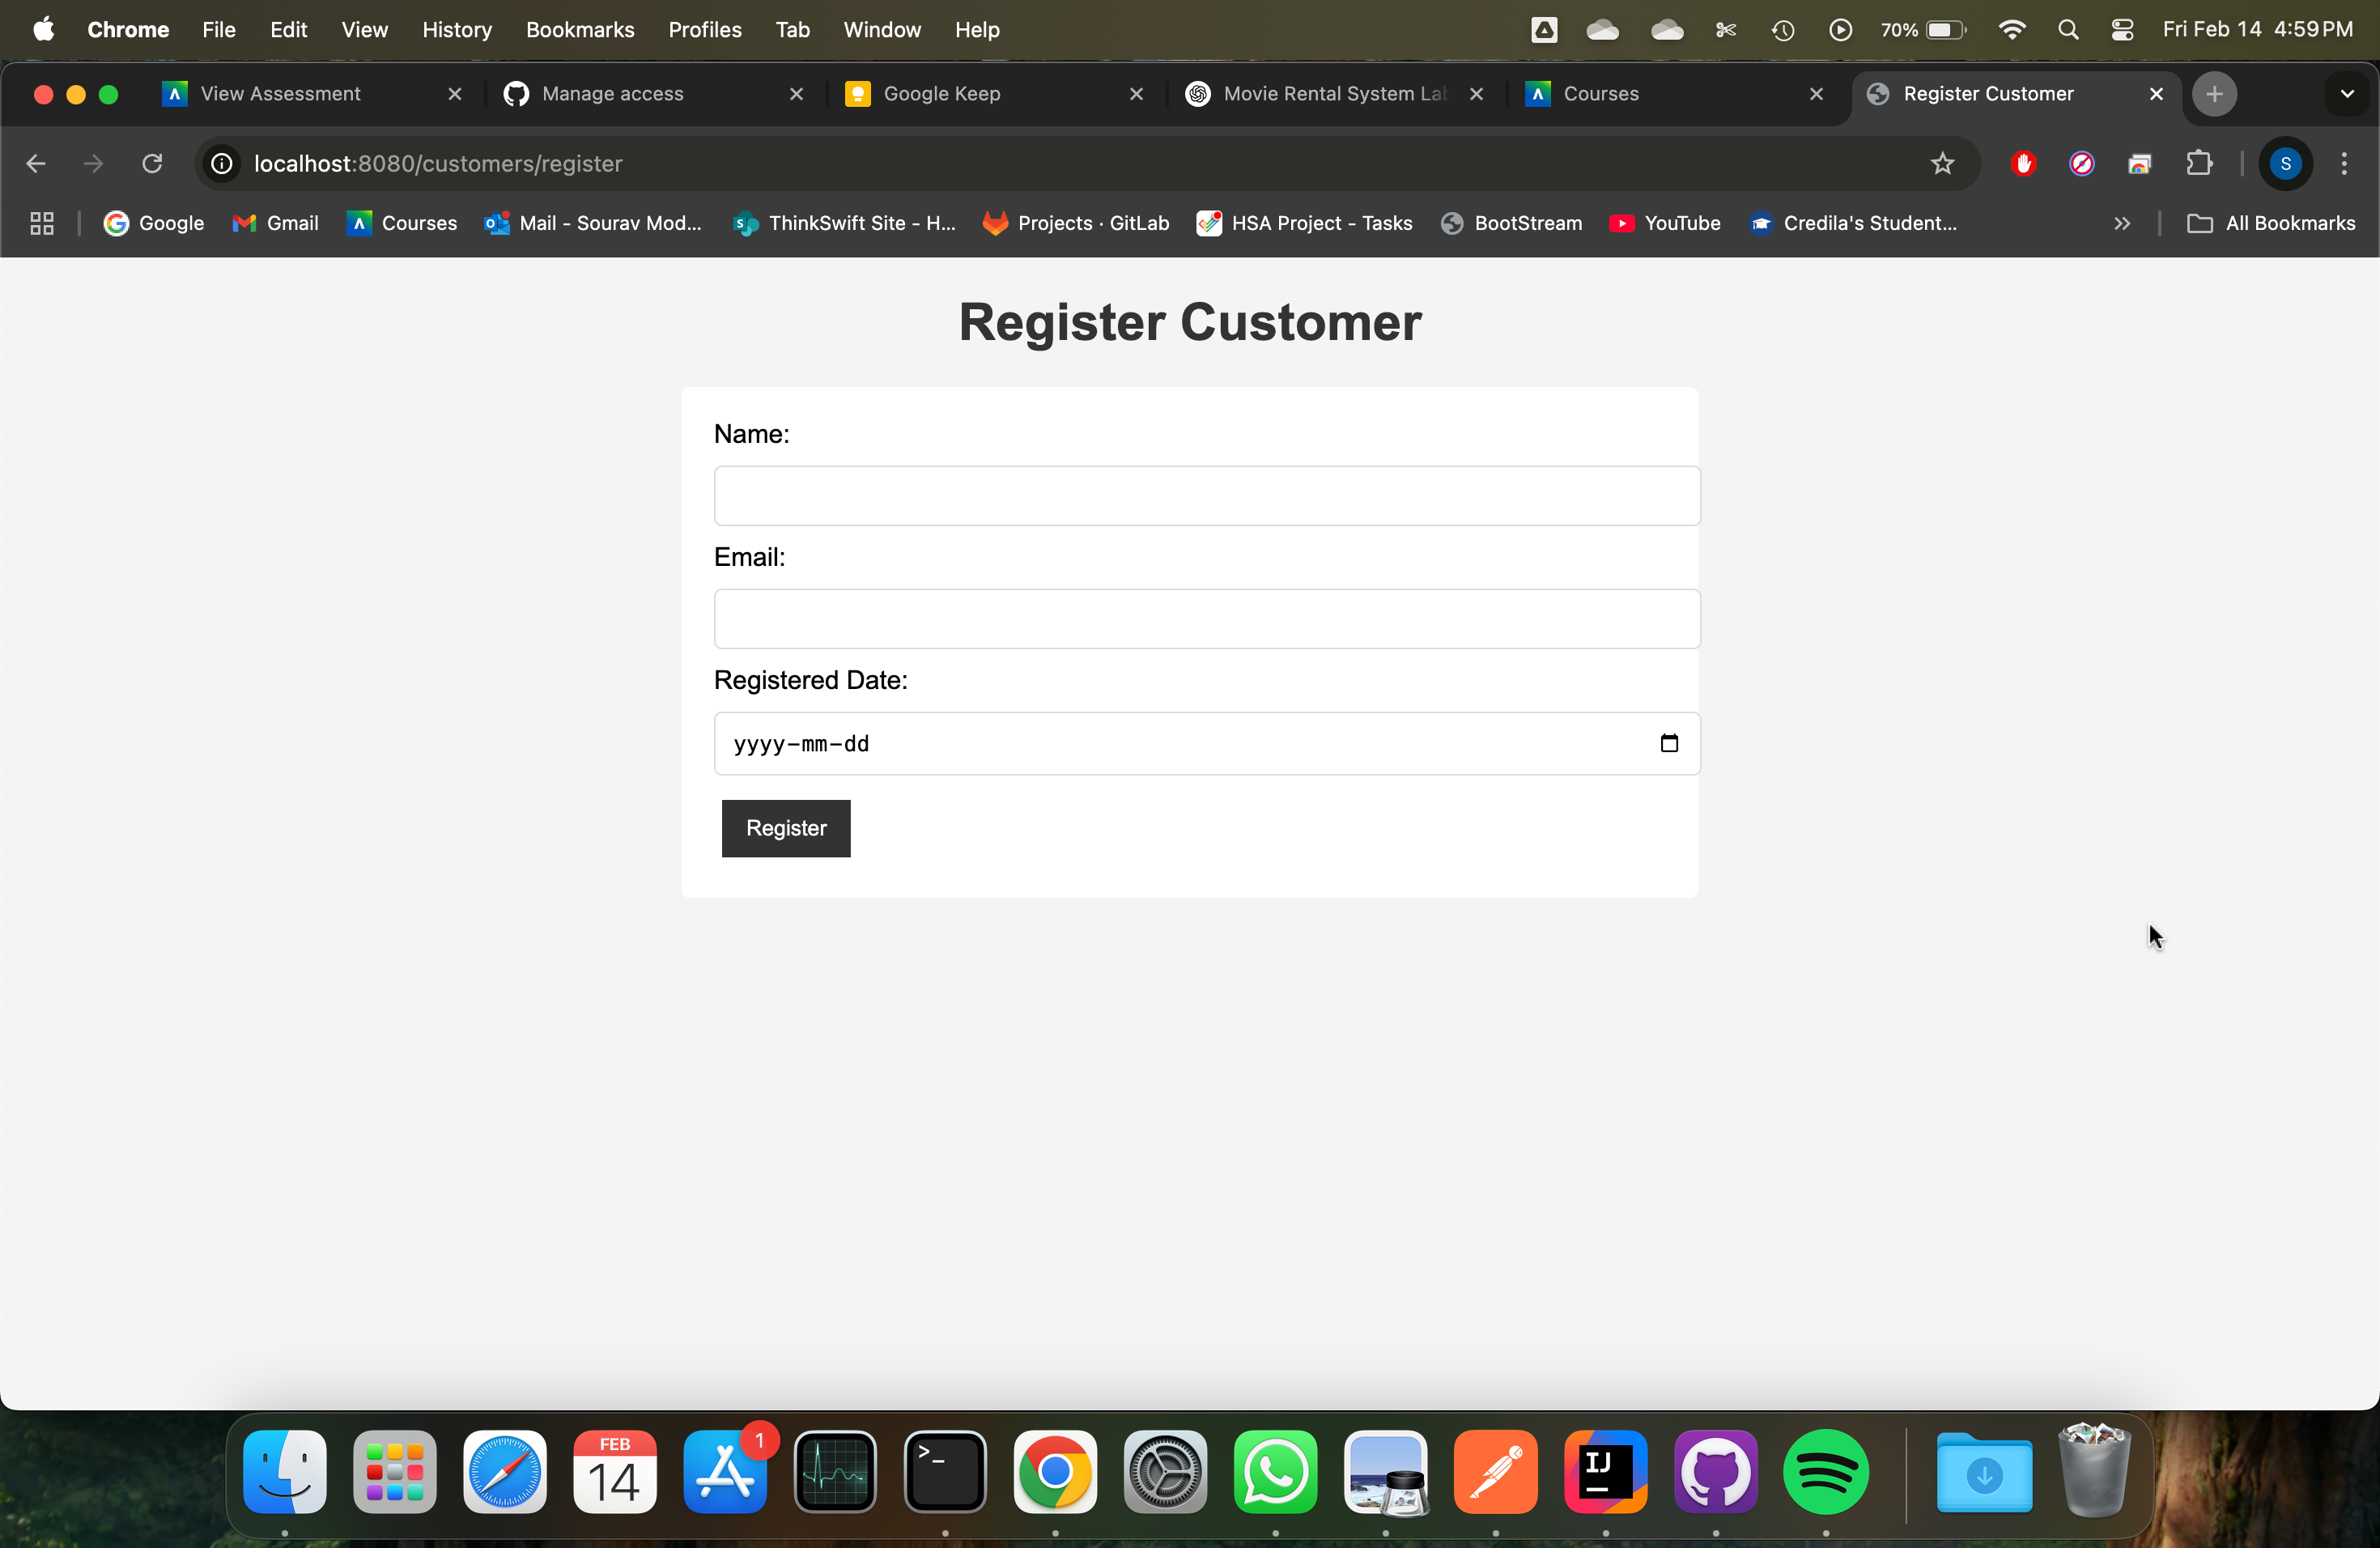 Chrome File Edit View History Bookmarks Profiles Tab Window Help 70% Fri Feb 14 4:59 PM
View Assessment Manage access Google Keep Movie Rental System Lab Courses Register Customer
localhost:8080/customers/register S
Google Gmail Courses Mail - Sourav Mod... ThinkSwift Site - H... Projects · GitLab HSA Project - Tasks BootStream YouTube Credila's Student... » All Bookmarks
Register Customer
Name:
Email:
Registered Date:
yyyy-mm-dd
Register
FEB
14
1
>_
IJ